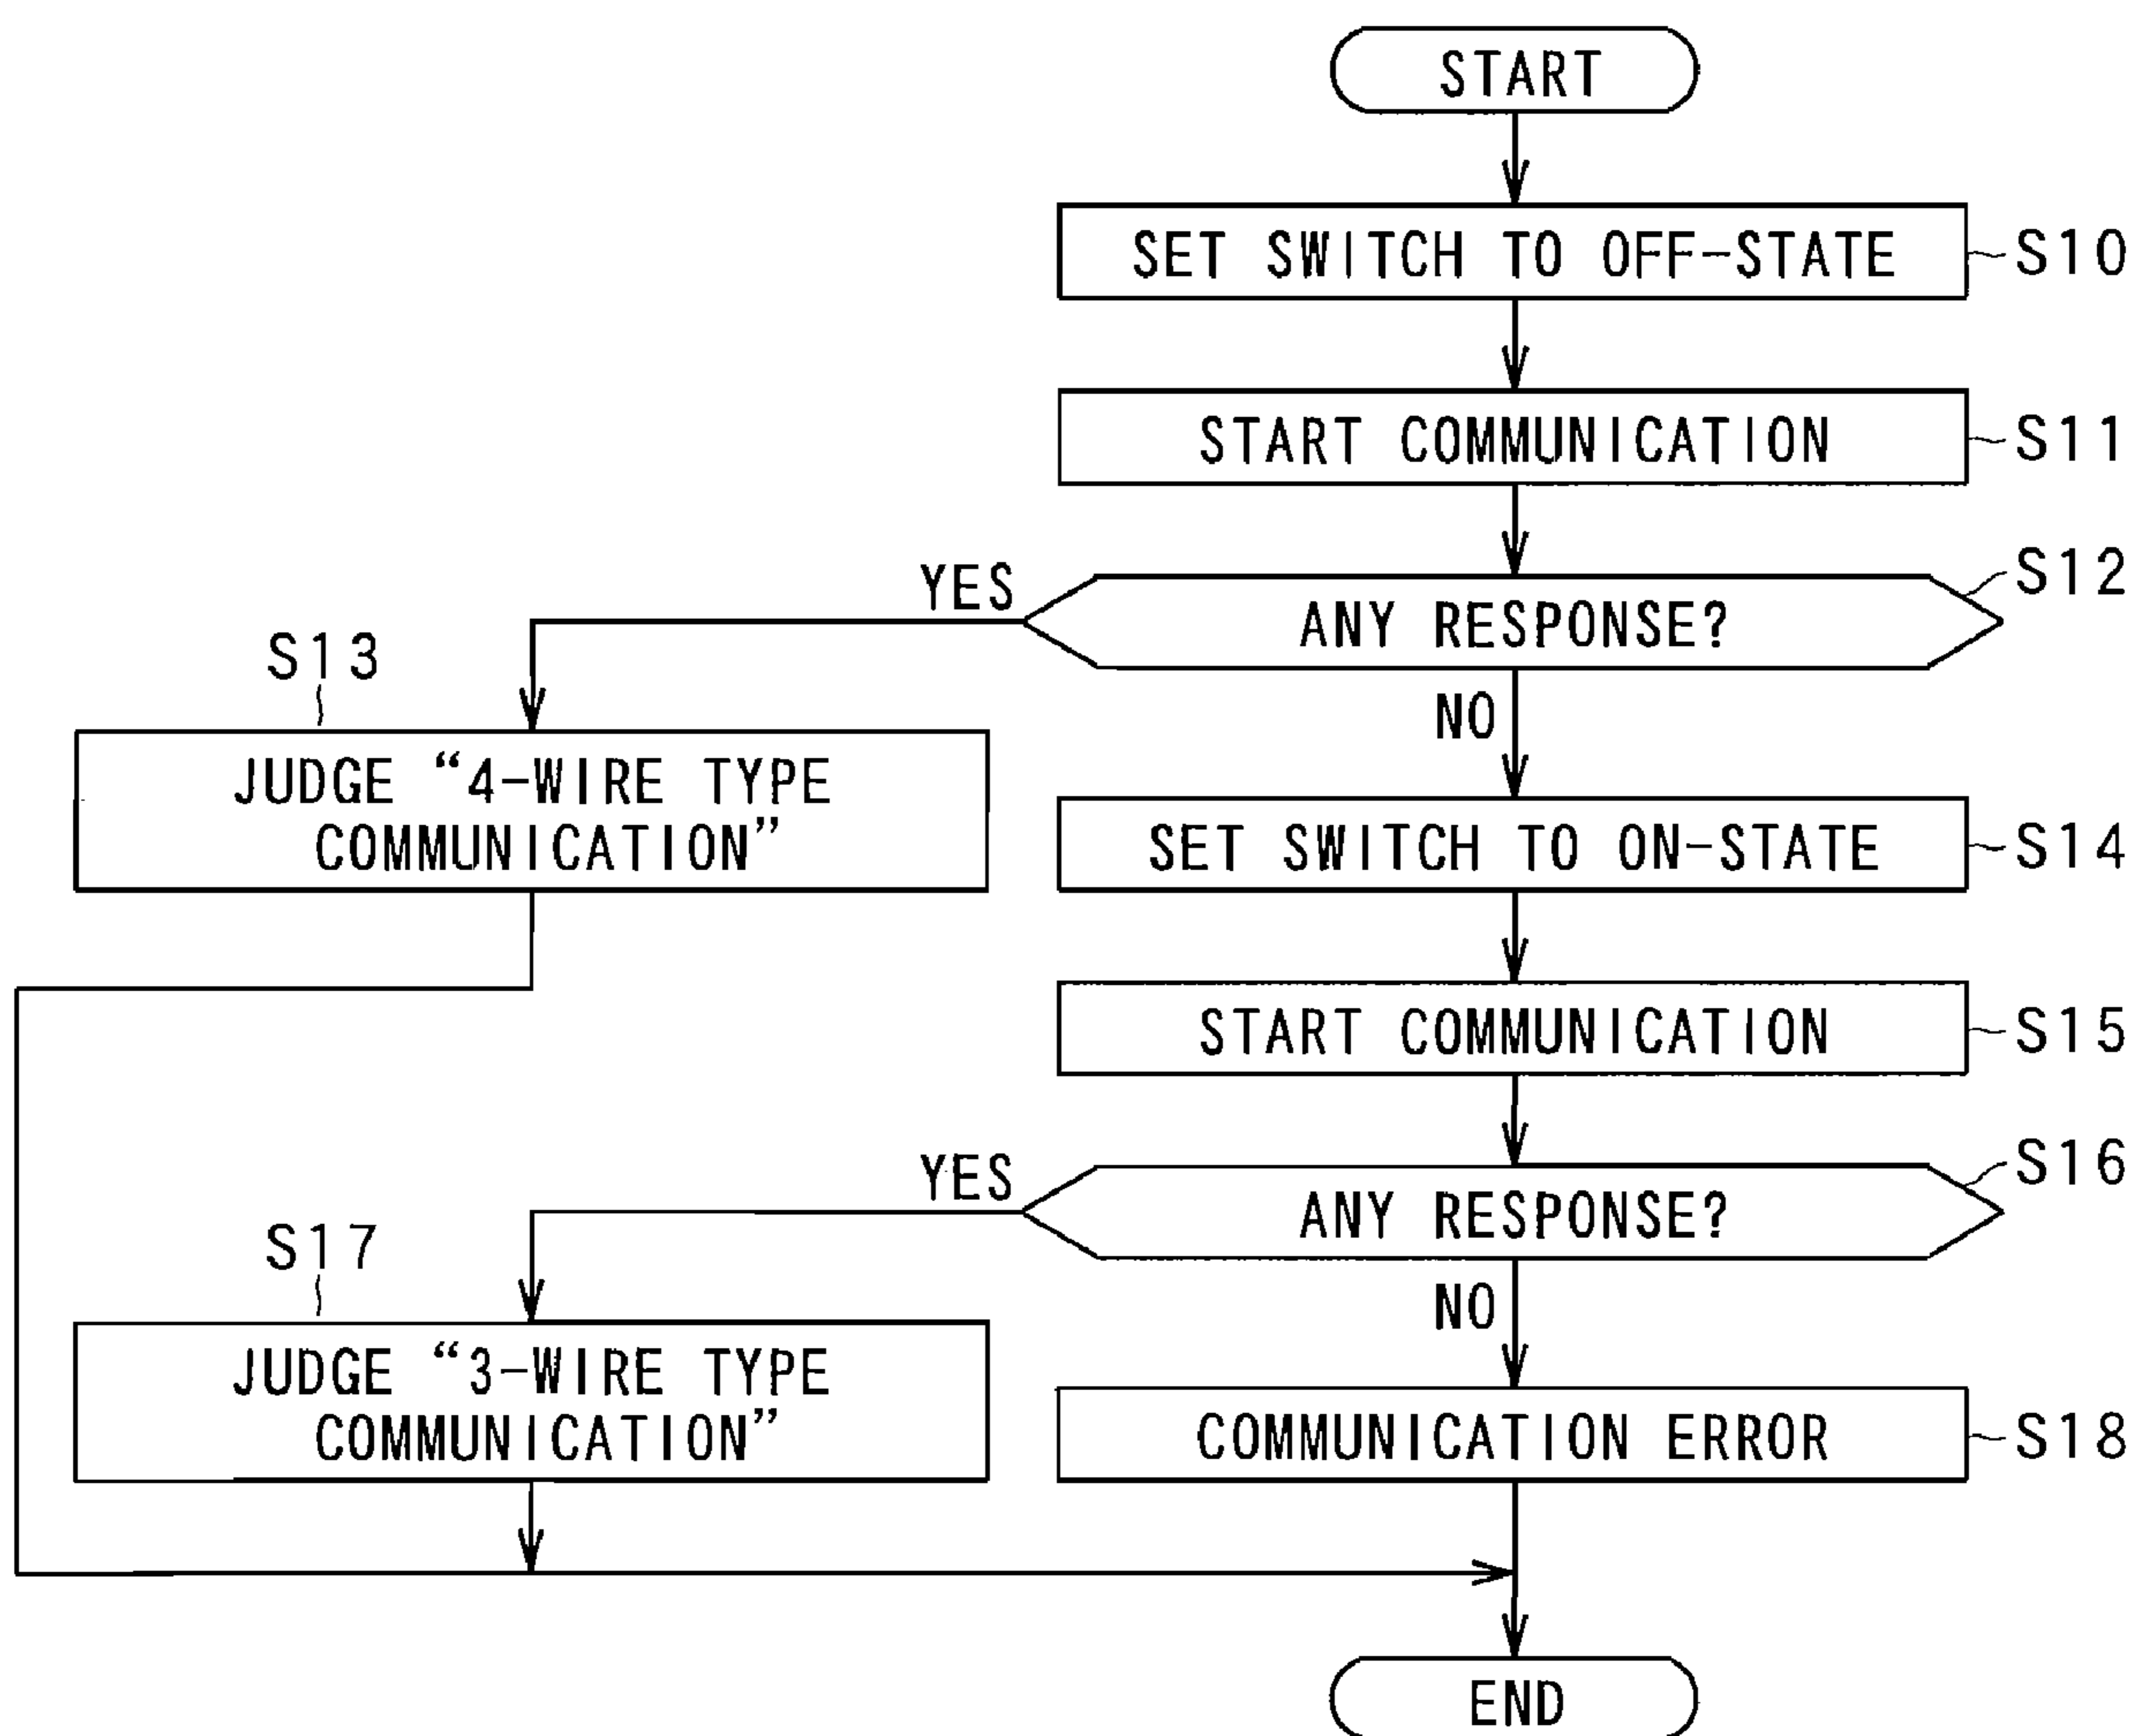 START
SET SWITCH TO OFF-STATE
S10
START COMMUNICATION
S11
YES
ANY RESPONSE?
S12
S13
NO
JUDGE “4-WIRE TYPE
COMMUNICATION”
SET SWITCH TO ON-STATE
S14
START COMMUNICATION
S15
YES
ANY RESPONSE?
S16
S17
NO
JUDGE “3-WIRE TYPE
COMMUNICATION”
COMMUNICATION ERROR
S18
END